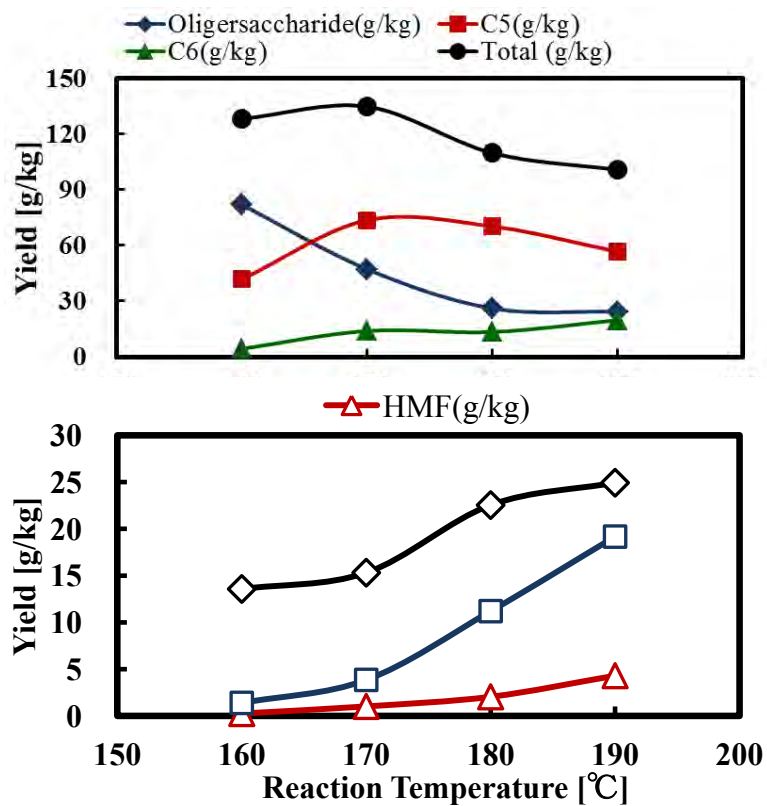 Oligersaccharide(g/kg) C5(g/kg)
C6(g/kg) Total (g/kg)
150
120
90
60
30
0
Yield [g/kg]
HMF(g/kg)
30
25
20
15
10
5
0
Yield [g/kg]
150 160 170 180 190 200
Reaction Temperature [℃]